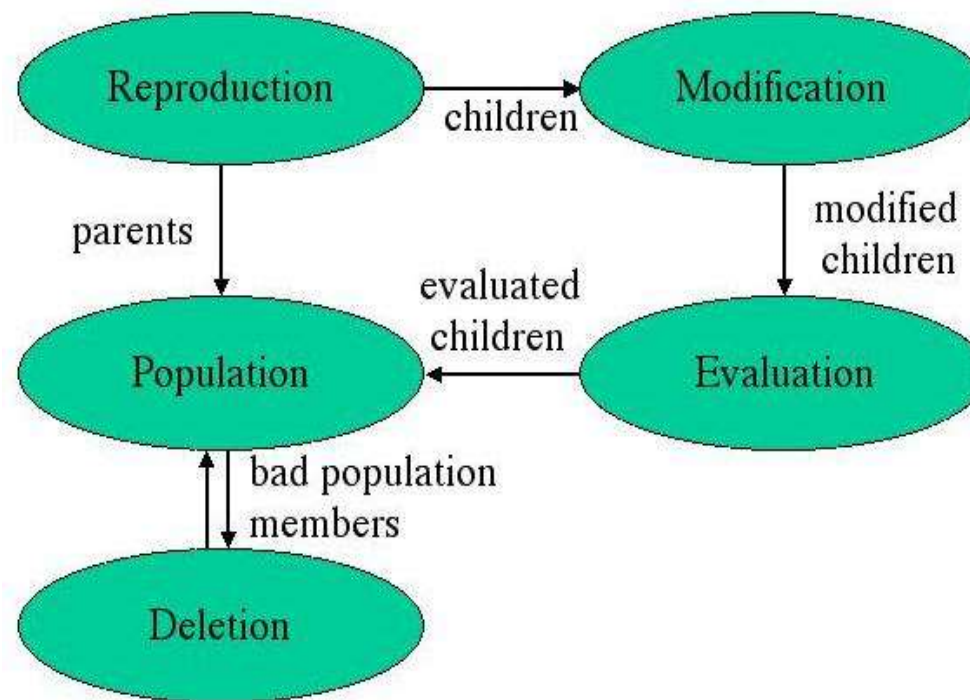 Reproduction
children
Modification
parents
modified
children
evaluated
children
Population
Evaluation
bad population
members
Deletion